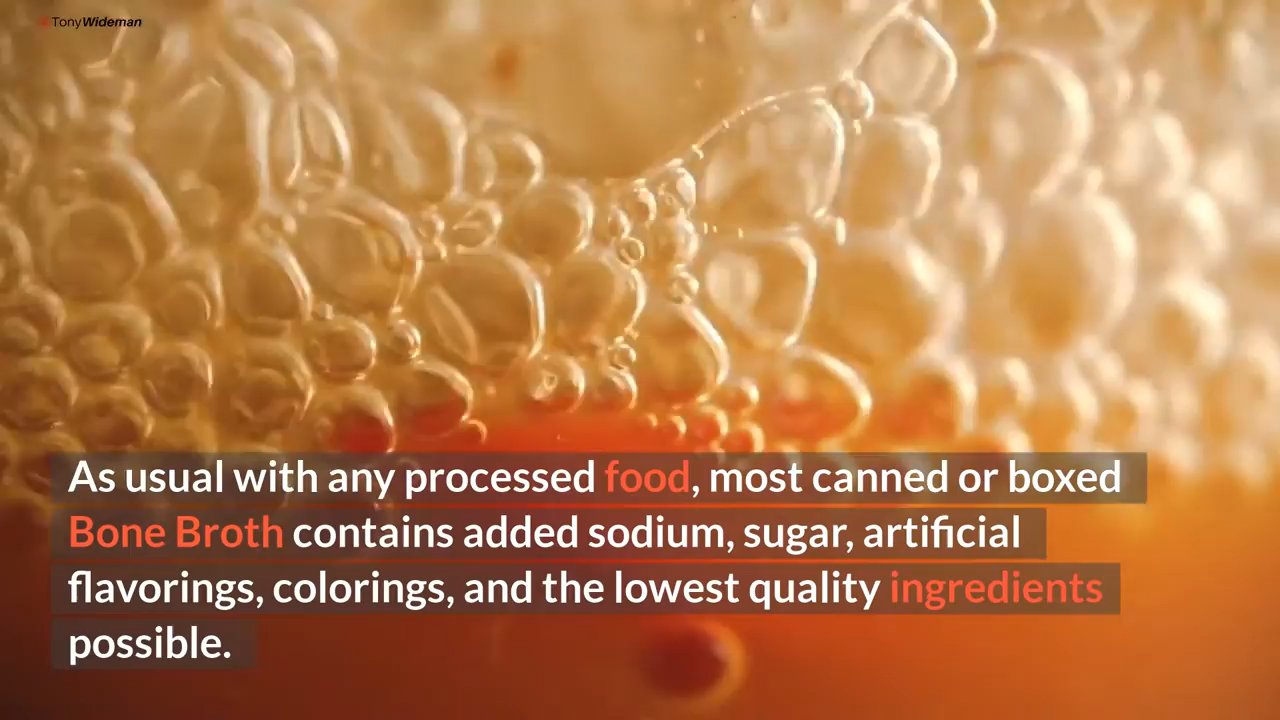 TonyWideman
As usual with any processed food, most canned or boxed
Bone Broth contains added sodium, sugar, artificial
flavorings, colorings, and the lowest quality ingredients
possible.